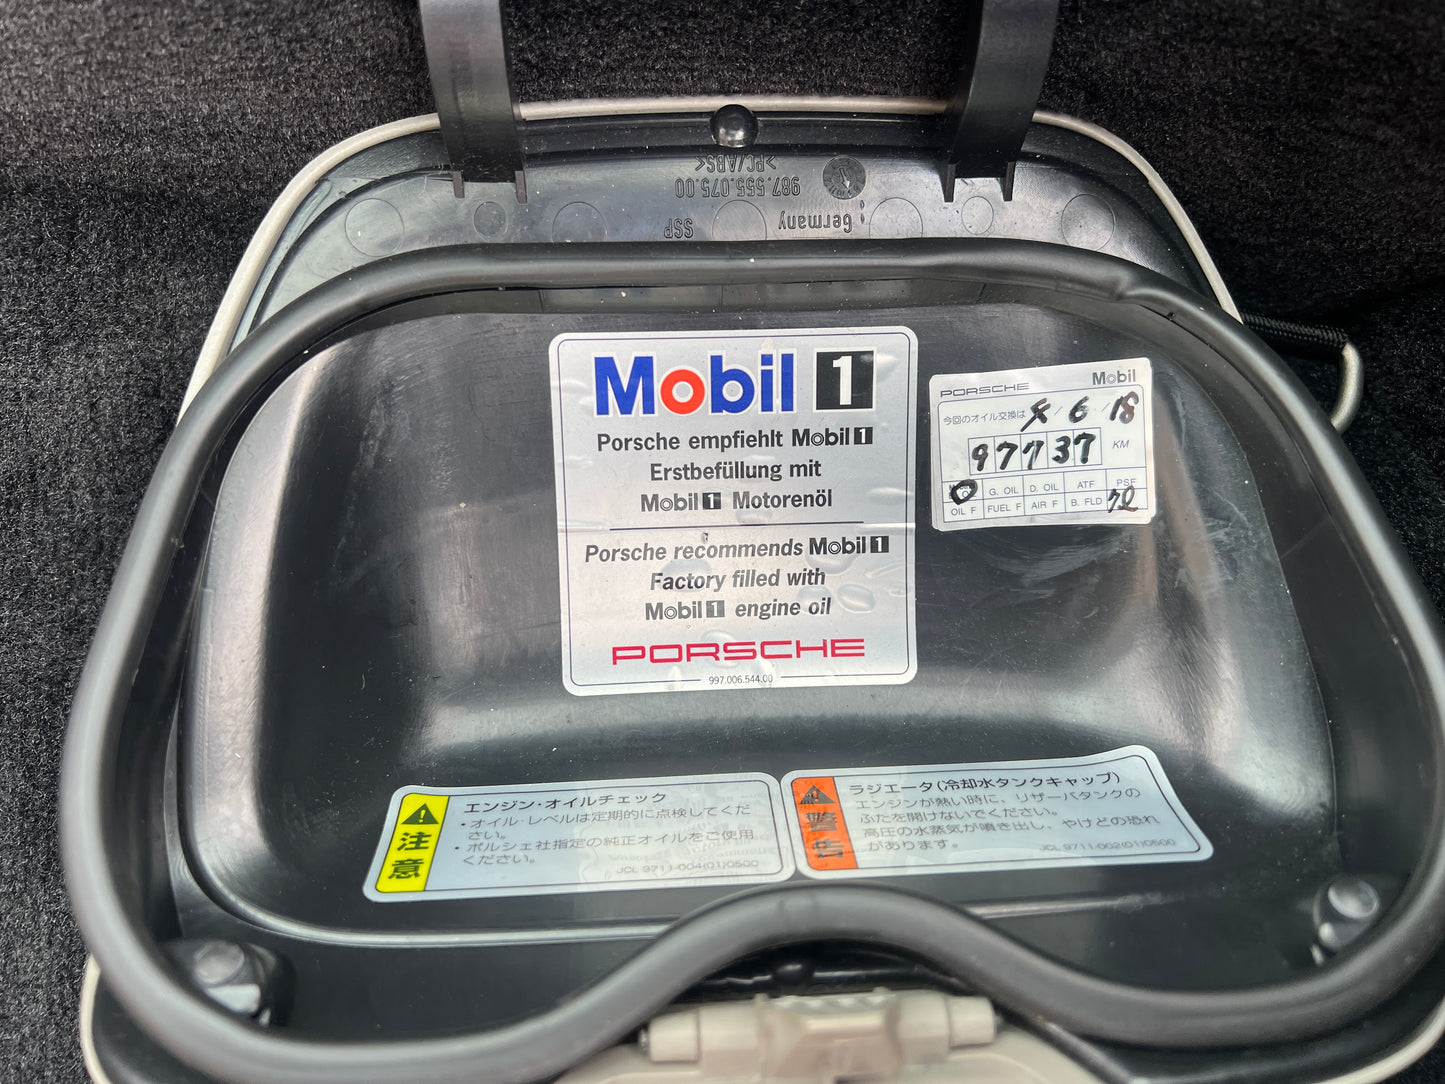 >PC/ABS<
987.555.075.00
Germany
SSP
Mobil 1
Porsche empfiehlt Mobil 1
Erstbefüllung mit
Mobil 1 Motorenöl
Porsche recommends Mobil 1
Factory filled with
Mobil 1 engine oil
PORSCHE
997.006.544.00
PORSCHE Mobil
今回のオイル交換は / 6 / 18
97737 KM
O G. OIL D. OIL ATF PSF
OIL F FUEL F AIR F B. FLD
注意
エンジン・オイルチェック
・オイル・レベルは定期的に点検してくだ
さい。
・ポルシェ社指定の純正オイルをご使用
ください。
JCL 9711-004(01)0500
警告
ラジエータ(冷却水タンクキャップ)
エンジンが熱い時に、リザーバタンクの
ふたを開けないでください。
高圧の水蒸気が噴き出し、やけどの恐れ
があります。
JCL 9711-002(01)0500